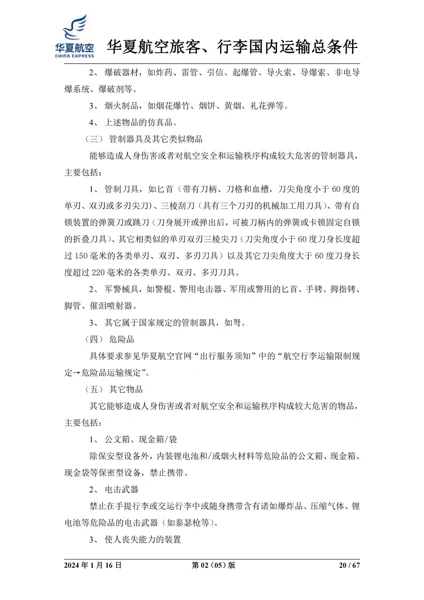 华夏航空
CHINA EXPRESS
华夏航空旅客、行李国内运输总条件
2、 爆破器材，如炸药、雷管、引信、起爆管、导火索、导爆索、非电导
爆系统、爆破剂等。
3、 烟火制品，如烟花爆竹、烟饼、黄烟、礼花弹等。
4、 上述物品的仿真品。
（三） 管制器具及其它类似物品
能够造成人身伤害或者对航空安全和运输秩序构成较大危害的管制器具，
主要包括：
1、 管制刀具，如匕首（带有刀柄、刀格和血槽，刀尖角度小于 60 度的
单刃、双刃或多刃尖刀）、三棱刮刀（具有三个刀刃的机械加工用刀具）、带有自
锁装置的弹簧刀或跳刀（刀身展开或弹出后，可被刀柄内的弹簧或卡锁固定自锁
的折叠刀具）、其它相类似的单刃双刃三棱尖刀（刀尖角度小于 60 度刀身长度超
过 150 毫米的各类单刃、双刃、多刃刀具）以及其它刀尖角度大于 60 度刀身长
度超过 220 毫米的各类单刃、双刃、多刃刀具。
2、 军警械具，如警棍、警用电击器、军用或警用的匕首、手铐、拇指铐、
脚镣、催泪喷射器。
3、 其它属于国家规定的管制器具，如弩。
（四） 危险品
具体要求参见华夏航空官网“出行服务须知”中的“航空行李运输限制规
定→危险品运输规定”。
（五） 其它物品
其它能够造成人身伤害或者对航空安全和运输秩序构成较大危害的物品，
主要包括：
1、 公文箱、现金箱/袋
除保安型设备外，内装锂电池和/或烟火材料等危险品的公文箱、现金箱、
现金袋等保密型设备，禁止携带。
2、 电击武器
禁止在手提行李或交运行李中或随身携带含有诸如爆炸品、压缩气体、锂
电池等危险品的电击武器（如泰瑟枪等）。
3、 使人丧失能力的装置
2024 年 1 月 16 日 第 02（05）版 20 / 67